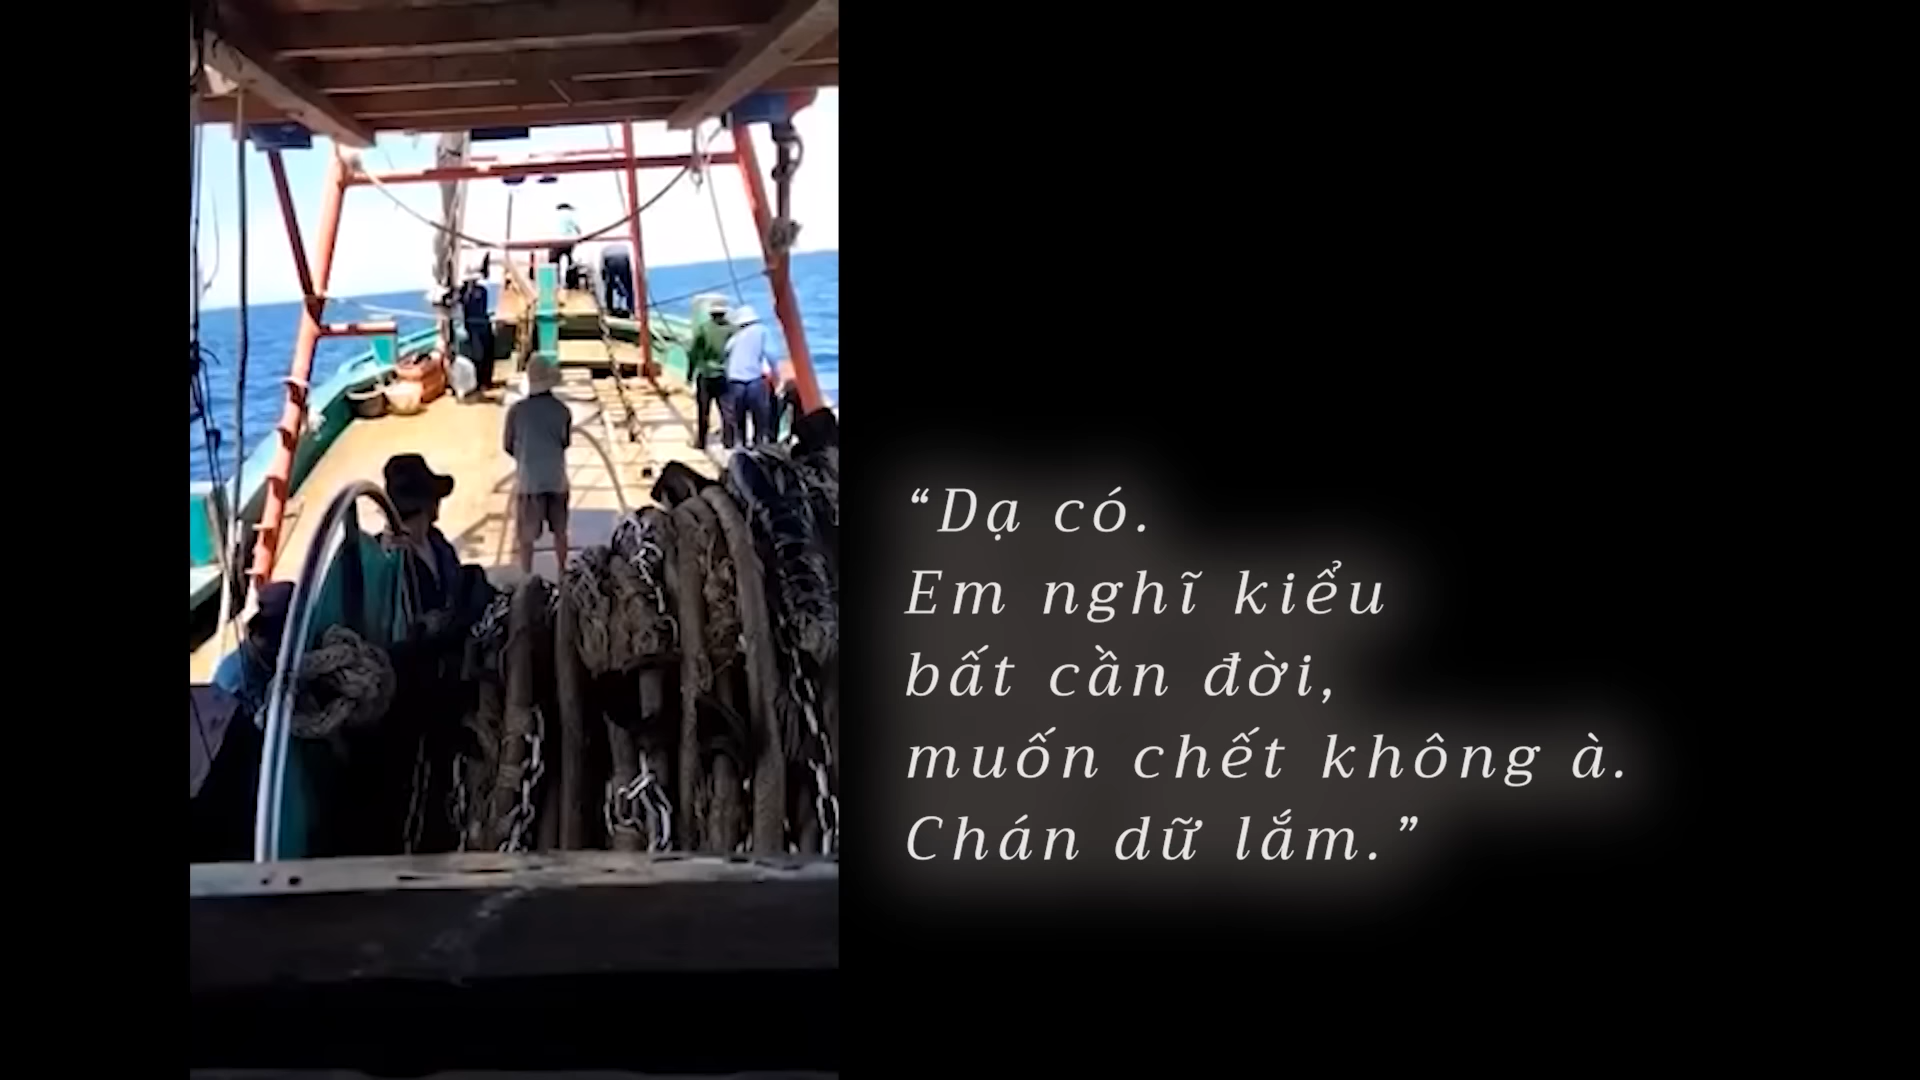 “Dạ có.
Em nghĩ kiểu
bất cần đời,
muốn chết không à.
Chán dữ lắm.”